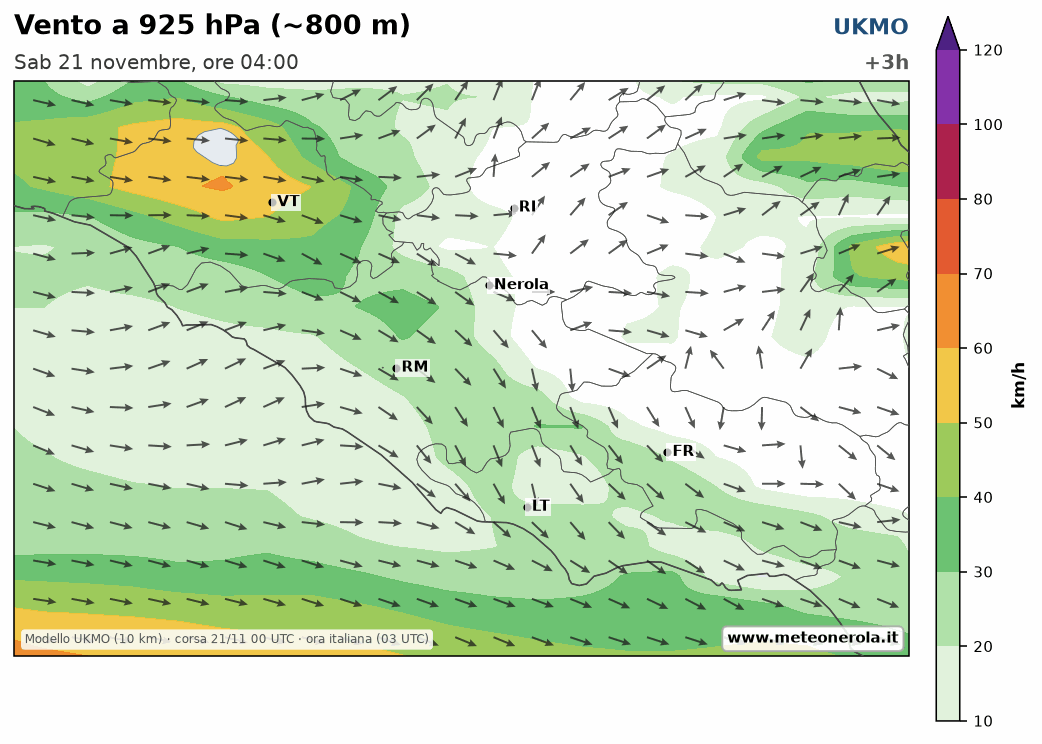 Vento a 925 hPa (~800 m)
UKMO
Sab 21 novembre, ore 04:00
+3h
120
100
80
70
60
50
40
30
20
10
km/h
VT
RI
Nerola
RM
FR
LT
Modello UKMO (10 km) · corsa 21/11 00 UTC · ora italiana (03 UTC)
www.meteonerola.it